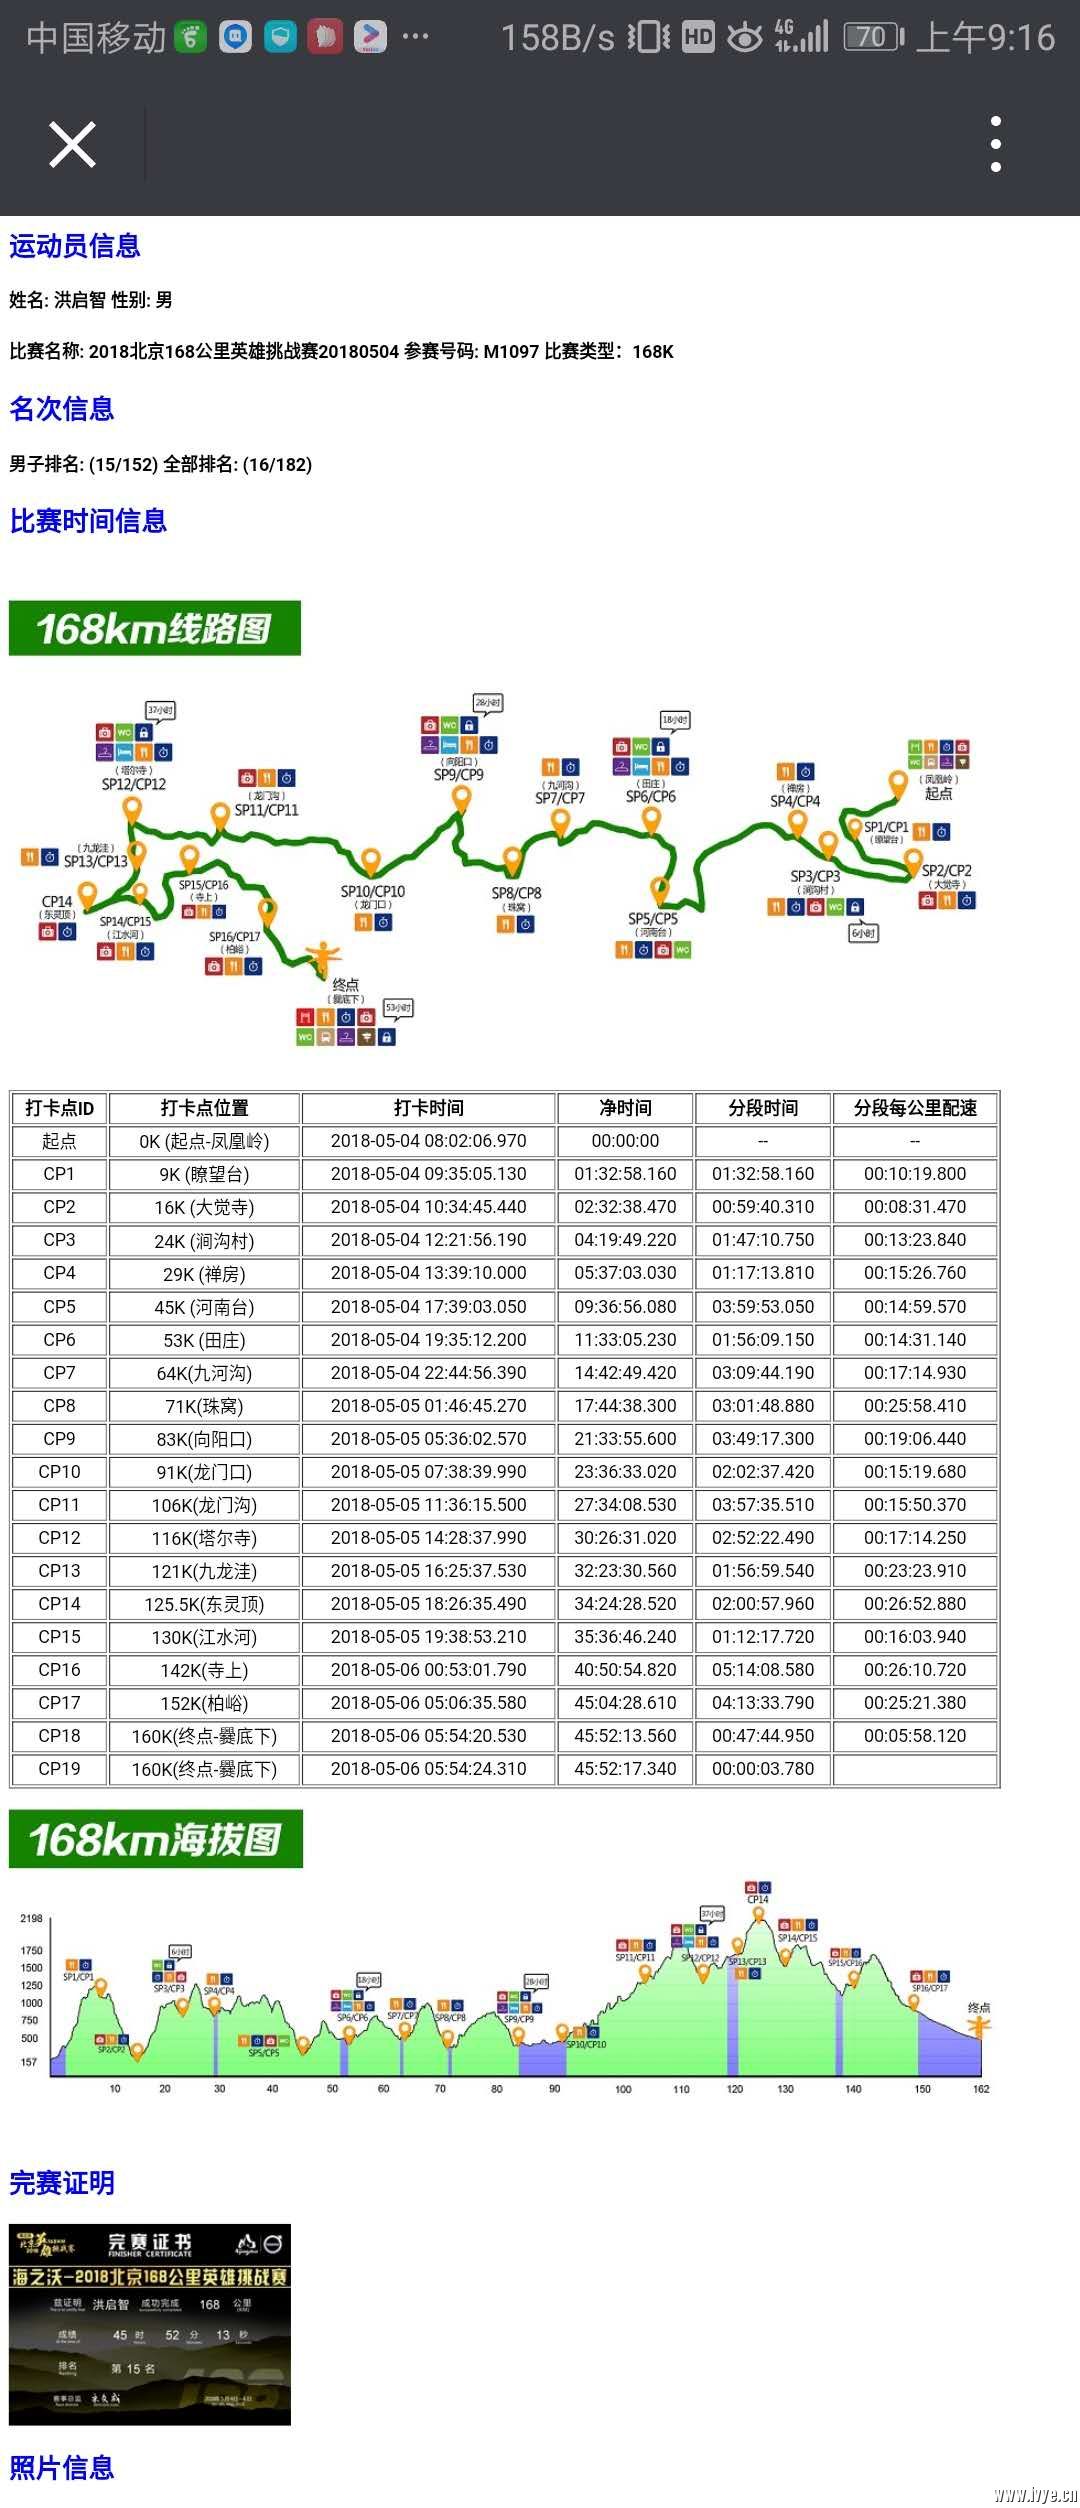 中国移动 ... 158B/s HD 4G 70 上午9:16
运动员信息
姓名: 洪启智 性别: 男
比赛名称: 2018北京168公里英雄挑战赛20180504 参赛号码: M1097 比赛类型：168K
名次信息
男子排名: (15/152) 全部排名: (16/182)
比赛时间信息
168km线路图
37小时
WC
（塔尔寺）
SP12/CP12
28小时
WC
（向阳口）
SP9/CP9
18小时
WC
（田庄）
SP6/CP6
（龙门沟）
SP11/CP11
（九河沟）
SP7/CP7
（禅房）
SP4/CP4
WC
（凤凰岭）
起点
SP1/CP1
（瞭望台）
（九龙洼）
SP13/CP13
SP15/CP16
（寺上）
SP10/CP10
（龙门口）
SP8/CP8
（珠窝）
SP3/CP3
（涧沟村）
WC
6小时
SP2/CP2
（大觉寺）
CP14
（东灵顶）
SP14/CP15
（江水河）
SP16/CP17
（柏峪）
SP5/CP5
（河南台）
WC
终点
（爨底下）
53小时
WC
打卡点ID 打卡点位置 打卡时间 净时间 分段时间 分段每公里配速
起点 0K (起点-凤凰岭) 2018-05-04 08:02:06.970 00:00:00 -- --
CP1 9K (瞭望台) 2018-05-04 09:35:05.130 01:32:58.160 01:32:58.160 00:10:19.800
CP2 16K (大觉寺) 2018-05-04 10:34:45.440 02:32:38.470 00:59:40.310 00:08:31.470
CP3 24K (涧沟村) 2018-05-04 12:21:56.190 04:19:49.220 01:47:10.750 00:13:23.840
CP4 29K (禅房) 2018-05-04 13:39:10.000 05:37:03.030 01:17:13.810 00:15:26.760
CP5 45K (河南台) 2018-05-04 17:39:03.050 09:36:56.080 03:59:53.050 00:14:59.570
CP6 53K (田庄) 2018-05-04 19:35:12.200 11:33:05.230 01:56:09.150 00:14:31.140
CP7 64K(九河沟) 2018-05-04 22:44:56.390 14:42:49.420 03:09:44.190 00:17:14.930
CP8 71K(珠窝) 2018-05-05 01:46:45.270 17:44:38.300 03:01:48.880 00:25:58.410
CP9 83K(向阳口) 2018-05-05 05:36:02.570 21:33:55.600 03:49:17.300 00:19:06.440
CP10 91K(龙门口) 2018-05-05 07:38:39.990 23:36:33.020 02:02:37.420 00:15:19.680
CP11 106K(龙门沟) 2018-05-05 11:36:15.500 27:34:08.530 03:57:35.510 00:15:50.370
CP12 116K(塔尔寺) 2018-05-05 14:28:37.990 30:26:31.020 02:52:22.490 00:17:14.250
CP13 121K(九龙洼) 2018-05-05 16:25:37.530 32:23:30.560 01:56:59.540 00:23:23.910
CP14 125.5K(东灵顶) 2018-05-05 18:26:35.490 34:24:28.520 02:00:57.960 00:26:52.880
CP15 130K(江水河) 2018-05-05 19:38:53.210 35:36:46.240 01:12:17.720 00:16:03.940
CP16 142K(寺上) 2018-05-06 00:53:01.790 40:50:54.820 05:14:08.580 00:26:10.720
CP17 152K(柏峪) 2018-05-06 05:06:35.580 45:04:28.610 04:13:33.790 00:25:21.380
CP18 160K(终点-爨底下) 2018-05-06 05:54:20.530 45:52:13.560 00:47:44.950 00:05:58.120
CP19 160K(终点-爨底下) 2018-05-06 05:54:24.310 45:52:17.340 00:00:03.780
168km海拔图
2198
1750
1500
1250
1000
750
500
157
SP1/CP1
SP2/CP2
6小时
SP3/CP3
SP4/CP4
SP5/CP5
18小时
SP6/CP6
SP7/CP7
SP8/CP8
28小时
SP9/CP9
SP10/CP10
SP11/CP11
37小时
SP12/CP12
SP13/CP13
CP14
SP14/CP15
SP15/CP16
SP16/CP17
终点
10 20 30 40 50 60 70 80 90 100 110 120 130 140 150 162
完赛证明
完赛证书
FINISHER CERTIFICATE
海之沃-2018北京168公里英雄挑战赛
兹证明 洪启智 成功完成 168 公里
成绩 45 时 52 分 13 秒
排名 第 15 名
照片信息
www.ivye.cn